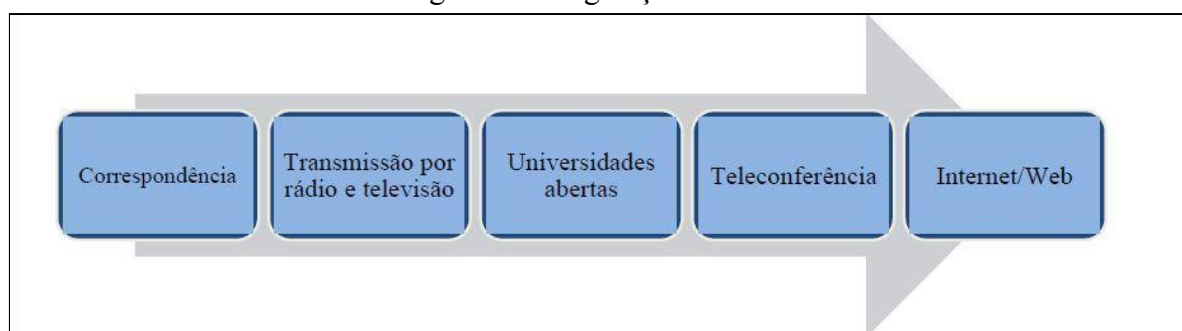 Correspondência
Transmissão por
rádio e televisão
Universidades
abertas
Teleconferência
Internet/Web